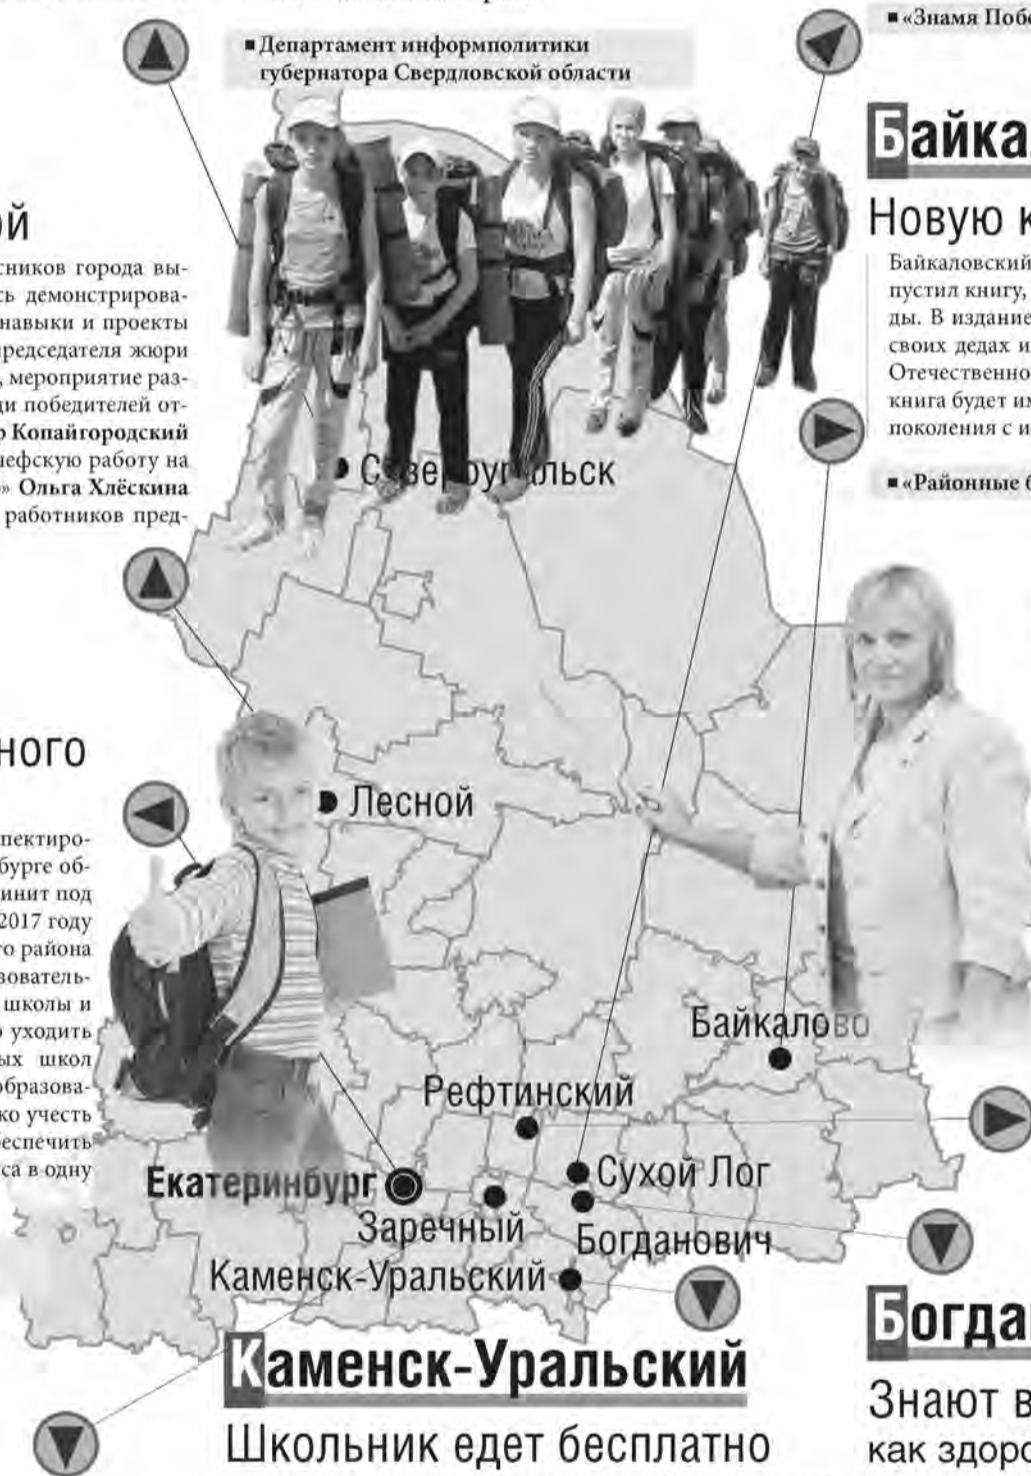 ■ Департамент информполитики
губернатора Свердловской области
■ «Знамя Побе
ой
сников города вы-
сь демонстрирова-
навыки и проекты
председателя жюри
, мероприятие раз-
ди победителей от-
р Копайгородский
шефскую работу на
» Ольга Хлёскина
работников пред-
ного
пектиро-
бурге об-
инит под
2017 году
го района
зователь-
школы и
о уходить
ых школ
образова-
ко учесть
еспечить
са в одну
Байка
Новую к
Байкаловский
пустил книгу,
ды. В издание
своих дедах и
Отечественно
книга будет им
поколения с и
■ «Районные б
Североуральск
Лесной
Байкалово
Рефтинский
Екатеринбург
Сухой Лог
Заречный
Богданович
Каменск-Уральский
Каменск-Уральский
Школьник едет бесплатно
Богда
Знают в
как здоро